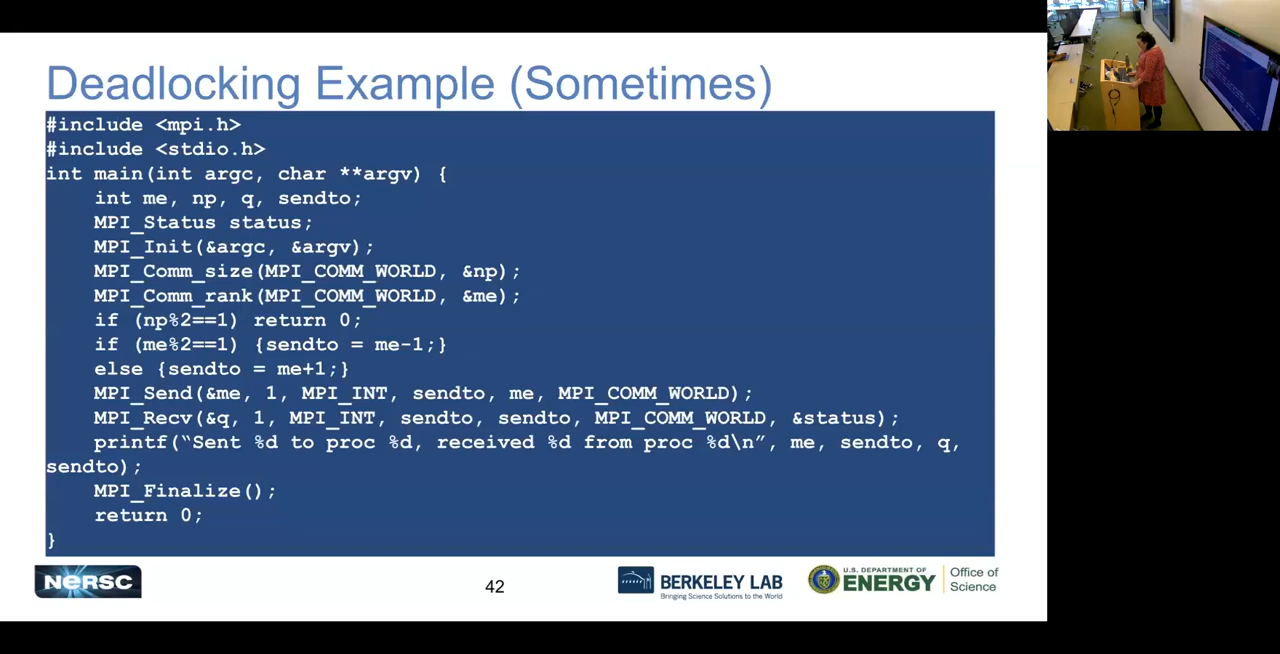 Deadlocking Example (Sometimes)
#include <mpi.h>
#include <stdio.h>
int main(int argc, char **argv) {
    int me, np, q, sendto;
    MPI_Status status;
    MPI_Init(&argc, &argv);
    MPI_Comm_size(MPI_COMM_WORLD, &np);
    MPI_Comm_rank(MPI_COMM_WORLD, &me);
    if (np%2==1) return 0;
    if (me%2==1) {sendto = me-1;}
    else {sendto = me+1;}
    MPI_Send(&me, 1, MPI_INT, sendto, me, MPI_COMM_WORLD);
    MPI_Recv(&q, 1, MPI_INT, sendto, sendto, MPI_COMM_WORLD, &status);
    printf(“Sent %d to proc %d, received %d from proc %d\n”, me, sendto, q,
sendto);
    MPI_Finalize();
    return 0;
}
NERSC
42
BERKELEY LAB
Bringing Science Solutions to the World
U.S. DEPARTMENT OF
ENERGY
Office of
Science